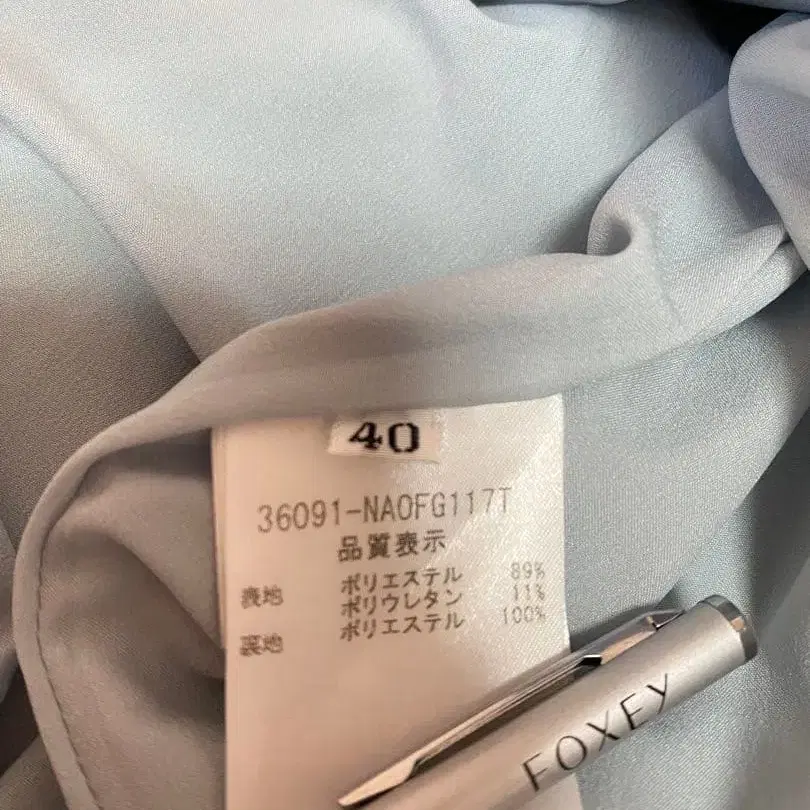 40
36091-NAOFG117T
品質表示
表地 ポリエステル 89%
ポリウレタン 11%
裏地 ポリエステル 100%
FOXEY